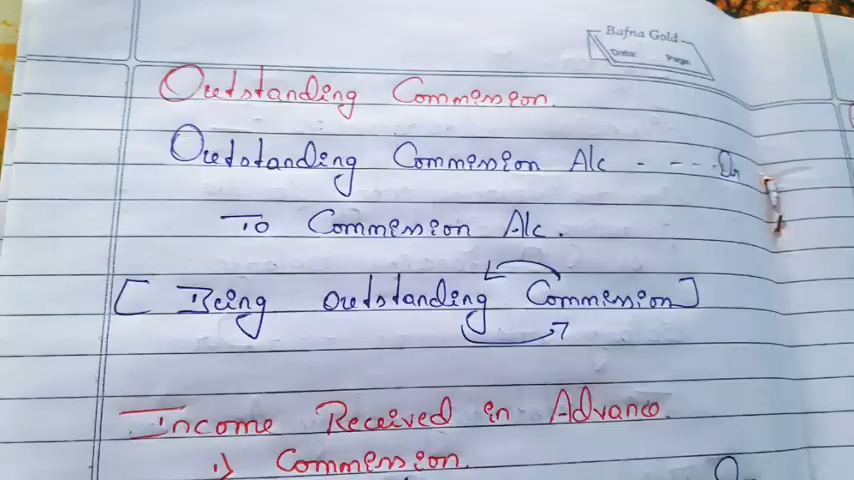 Bafna Gold
Date: Page:
Outstanding Commission.
Outstanding Commission A/c - - - - Dr
To Commission A/c.
[ Being outstanding Commission]
Income Received in Advance
1) Commission.